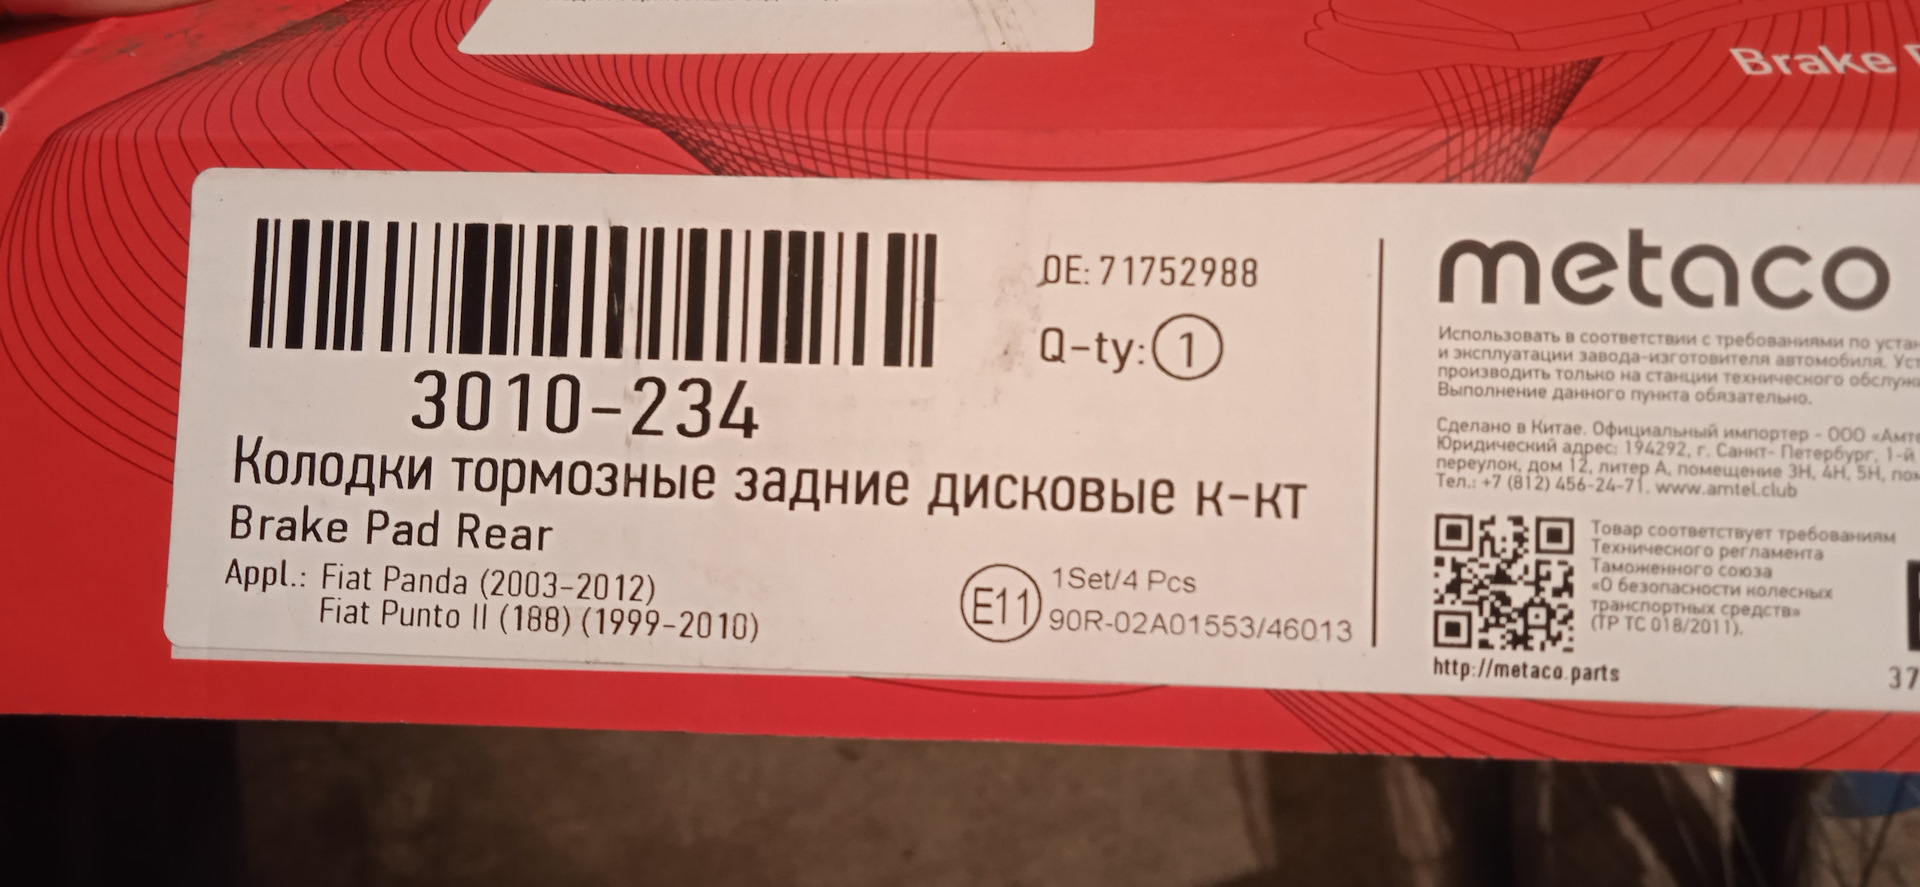 Brake
OE: 71752988
Q-ty: 1
3010-234
Колодки тормозные задние дисковые к-кт
Brake Pad Rear
Appl.: Fiat Panda (2003-2012)
Fiat Punto II (188) (1999-2010)
E11
1Set/4 Pcs
90R-02A01553/46013
metaco
Использовать в соответствии с требованиями по
и эксплуатации завода-изготовителя автомобиля.
производить только на станции технического
Выполнение данного пункта обязательно.
Сделано в Китае. Официальный импортер - ООО
Юридический адрес: 194292, г. Санкт- Петербург, 1-й
переулок, дом 12, литер А, помещение 3Н, 4Н, 5Н,
Тел.: +7 (812) 456-24-71. www.amtel.club
Товар соответствует требованиям
Технического регламента
Таможенного союза
«О безопасности колесных
транспортных средств»
(ТР ТС 018/2011).
http://metaco.parts
37